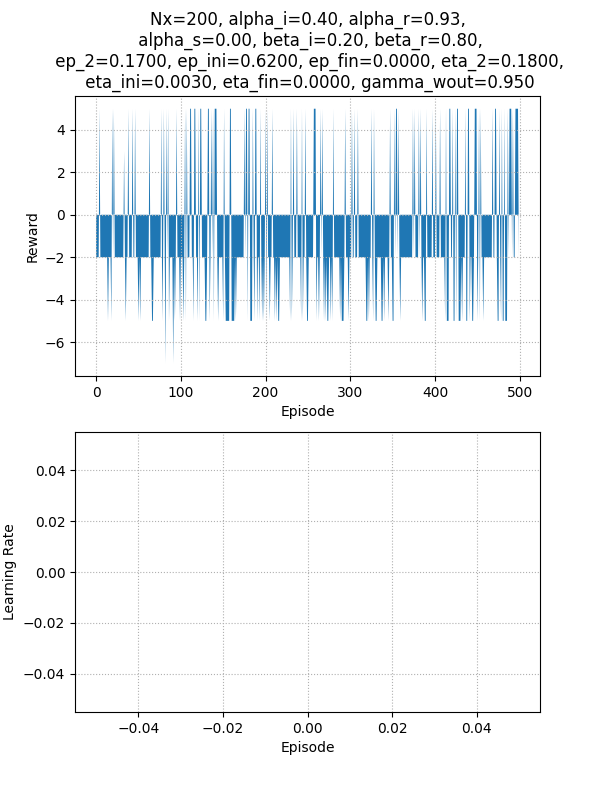 Nx=200, alpha_i=0.40, alpha_r=0.93,
alpha_s=0.00, beta_i=0.20, beta_r=0.80,
ep_2=0.1700, ep_ini=0.6200, ep_fin=0.0000, eta_2=0.1800,
eta_ini=0.0030, eta_fin=0.0000, gamma_wout=0.950
4
2
0
−2
−4
−6
Reward
0 100 200 300 400 500
Episode
0.04
0.02
0.00
−0.02
−0.04
Learning Rate
−0.04 −0.02 0.00 0.02 0.04
Episode